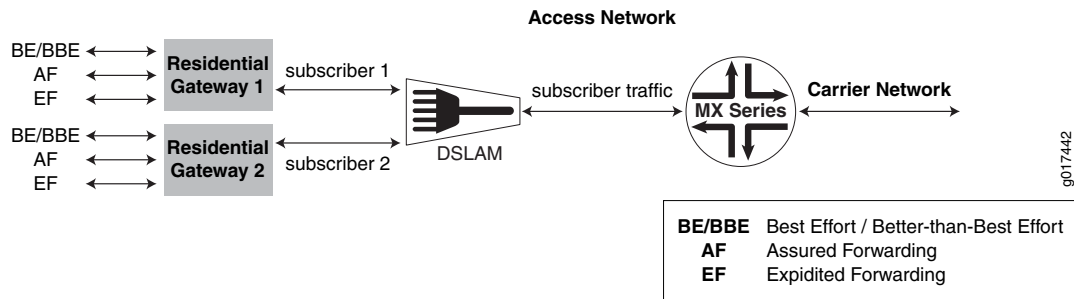 Access Network
BE/BBE
AF
EF
Residential
Gateway 1
subscriber 1
BE/BBE
AF
EF
Residential
Gateway 2
subscriber 2
DSLAM
subscriber traffic
MX Series
Carrier Network
g017442
BE/BBE Best Effort / Better-than-Best Effort
AF Assured Forwarding
EF Expidited Forwarding